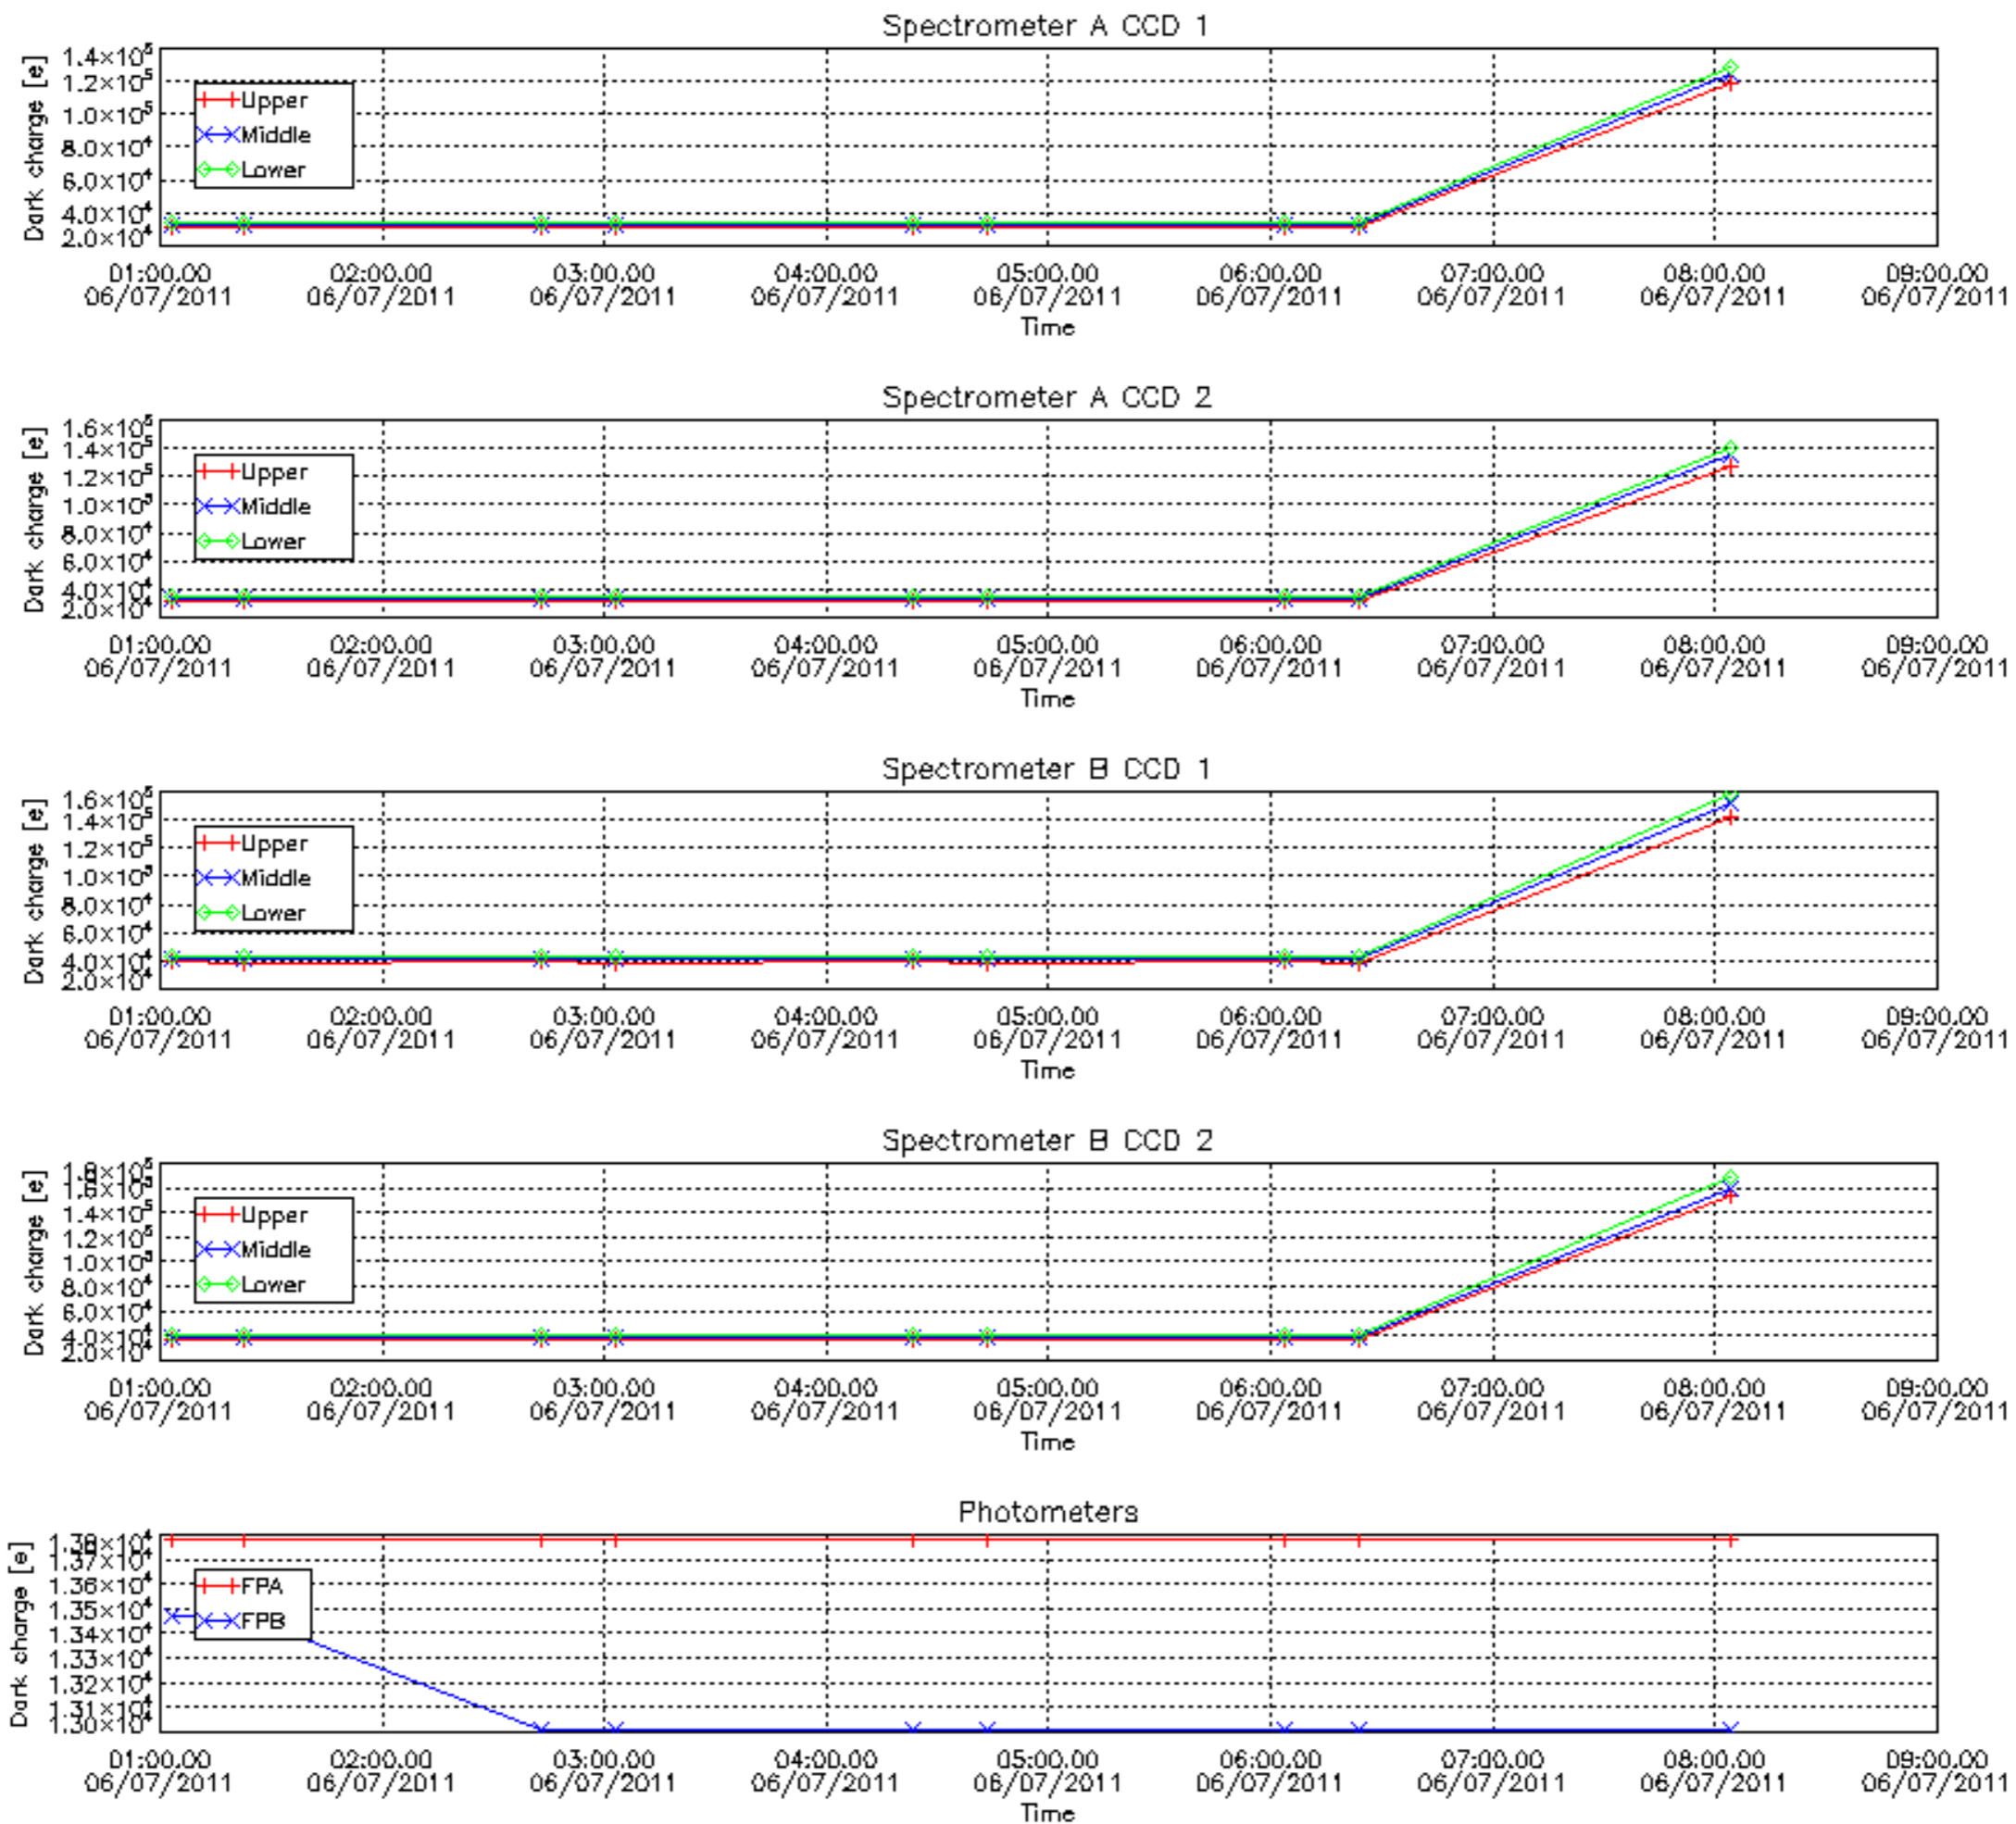 Spectrometer A CCD 1
Dark charge [e]
1.4×10⁵
1.2×10⁵
1.0×10⁵
8.0×10⁴
6.0×10⁴
4.0×10⁴
2.0×10⁴
Upper
Middle
Lower
01:00.00 02:00.00 03:00.00 04:00.00 05:00.00 06:00.00 07:00.00 08:00.00 09:00.00
06/07/2011 06/07/2011 06/07/2011 06/07/2011 06/07/2011 06/07/2011 06/07/2011 06/07/2011 06/07/2011
Time
Spectrometer A CCD 2
Dark charge [e]
1.6×10⁵
1.4×10⁵
1.2×10⁵
1.0×10⁵
8.0×10⁴
6.0×10⁴
4.0×10⁴
2.0×10⁴
Upper
Middle
Lower
01:00.00 02:00.00 03:00.00 04:00.00 05:00.00 06:00.00 07:00.00 08:00.00 09:00.00
06/07/2011 06/07/2011 06/07/2011 06/07/2011 06/07/2011 06/07/2011 06/07/2011 06/07/2011 06/07/2011
Time
Spectrometer B CCD 1
Dark charge [e]
1.6×10⁵
1.4×10⁵
1.2×10⁵
1.0×10⁵
8.0×10⁴
6.0×10⁴
4.0×10⁴
2.0×10⁴
Upper
Middle
Lower
01:00.00 02:00.00 03:00.00 04:00.00 05:00.00 06:00.00 07:00.00 08:00.00 09:00.00
06/07/2011 06/07/2011 06/07/2011 06/07/2011 06/07/2011 06/07/2011 06/07/2011 06/07/2011 06/07/2011
Time
Spectrometer B CCD 2
Dark charge [e]
1.8×10⁵
1.6×10⁵
1.4×10⁵
1.2×10⁵
1.0×10⁵
8.0×10⁴
6.0×10⁴
4.0×10⁴
2.0×10⁴
Upper
Middle
Lower
01:00.00 02:00.00 03:00.00 04:00.00 05:00.00 06:00.00 07:00.00 08:00.00 09:00.00
06/07/2011 06/07/2011 06/07/2011 06/07/2011 06/07/2011 06/07/2011 06/07/2011 06/07/2011 06/07/2011
Time
Photometers
Dark charge [e]
1.38×10⁴
1.37×10⁴
1.36×10⁴
1.35×10⁴
1.34×10⁴
1.33×10⁴
1.32×10⁴
1.31×10⁴
1.30×10⁴
FPA
FPB
01:00.00 02:00.00 03:00.00 04:00.00 05:00.00 06:00.00 07:00.00 08:00.00 09:00.00
06/07/2011 06/07/2011 06/07/2011 06/07/2011 06/07/2011 06/07/2011 06/07/2011 06/07/2011 06/07/2011
Time